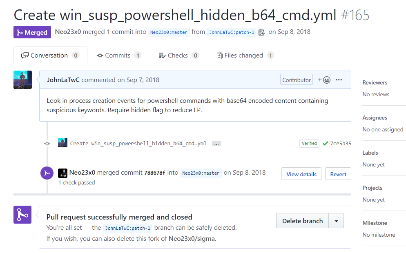 Create win_susp_powershell_hidden_b64_cmd.yml #165
Merged Neo23x0 merged 1 commit into Neo23x0:master from JohnLaTwC:patch-1 on Sep 8, 2018
Conversation 0 Commits 1 Checks 0 Files changed 1
JohnLaTwC commented on Sep 7, 2018 Contributor
Look in process creation events for powershell commands with base64 encoded content containing
suspicious keywords. Require hidden flag to reduce FP.
Create win_susp_powershell_hidden_b64_cmd.yml Verified
Neo23x0 merged commit into Neo23x0:master on Sep 8, 2018 View details Revert
1 check passed
Pull request successfully merged and closed
You're all set — the JohnLaTwC:patch-1 branch can be safely deleted.
If you wish, you can also delete this fork of Neo23x0/sigma.
Delete branch
Reviewers
No reviews
Assignees
No one assigned
Labels
None yet
Projects
None yet
Milestone
No milestone